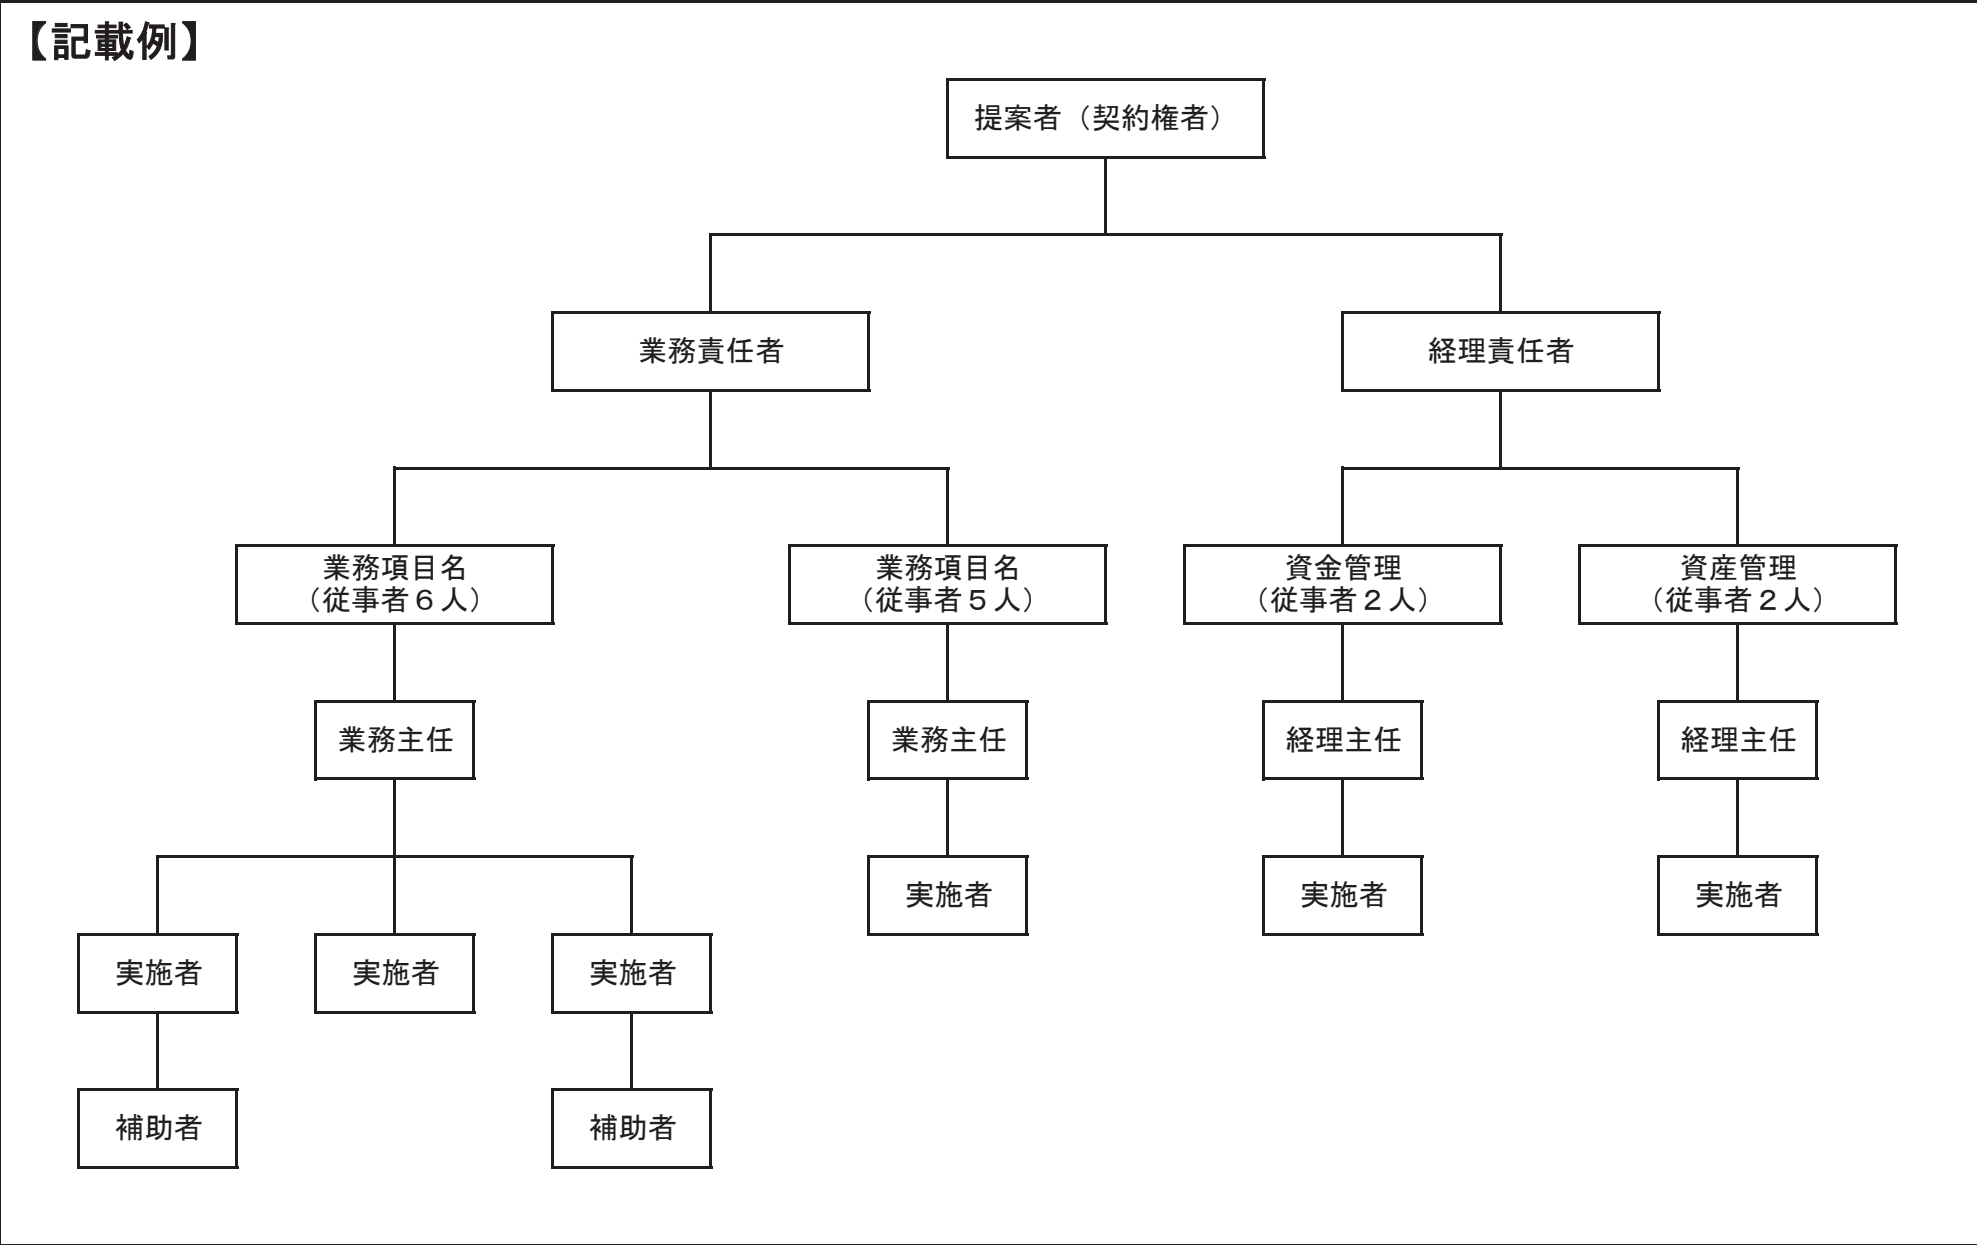 【記載例】
提案者（契約権者）
業務責任者
経理責任者
業務項目名
（従事者６人）
業務項目名
（従事者５人）
資金管理
（従事者２人）
資産管理
（従事者２人）
業務主任
業務主任
経理主任
経理主任
実施者
実施者
実施者
実施者
実施者
実施者
補助者
補助者